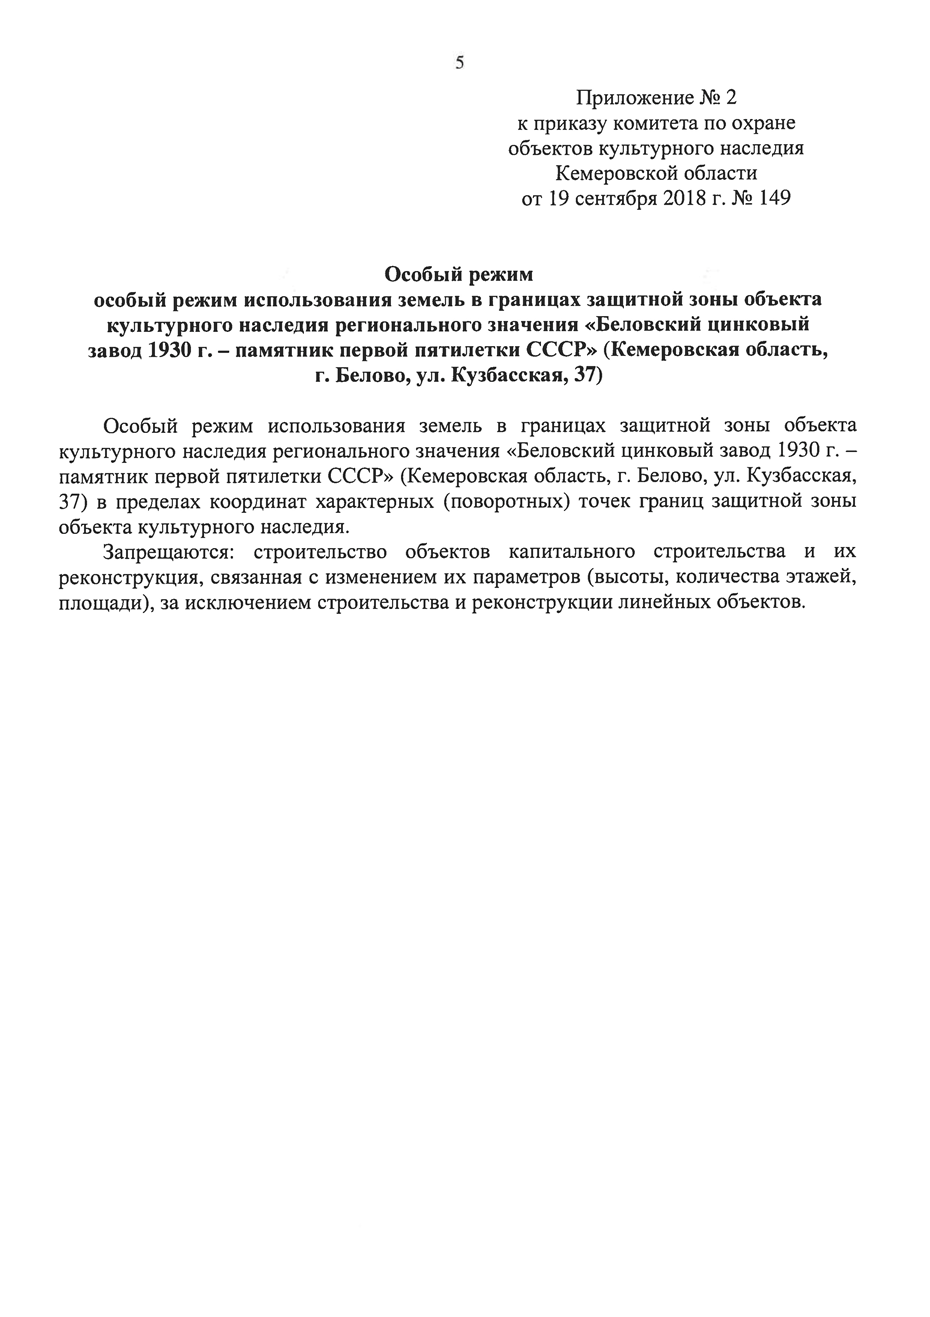 5
Приложение № 2
к приказу комитета по охране
объектов культурного наследия
Кемеровской области
от 19 сентября 2018 г. № 149
Особый режим
особый режим использования земель в границах защитной зоны объекта
культурного наследия регионального значения «Беловский цинковый
завод 1930 г. – памятник первой пятилетки СССР» (Кемеровская область,
г. Белово, ул. Кузбасская, 37)
Особый режим использования земель в границах защитной зоны объекта
культурного наследия регионального значения «Беловский цинковый завод 1930 г. –
памятник первой пятилетки СССР» (Кемеровская область, г. Белово, ул. Кузбасская,
37) в пределах координат характерных (поворотных) точек границ защитной зоны
объекта культурного наследия.
Запрещаются: строительство объектов капитального строительства и их
реконструкция, связанная с изменением их параметров (высоты, количества этажей,
площади), за исключением строительства и реконструкции линейных объектов.